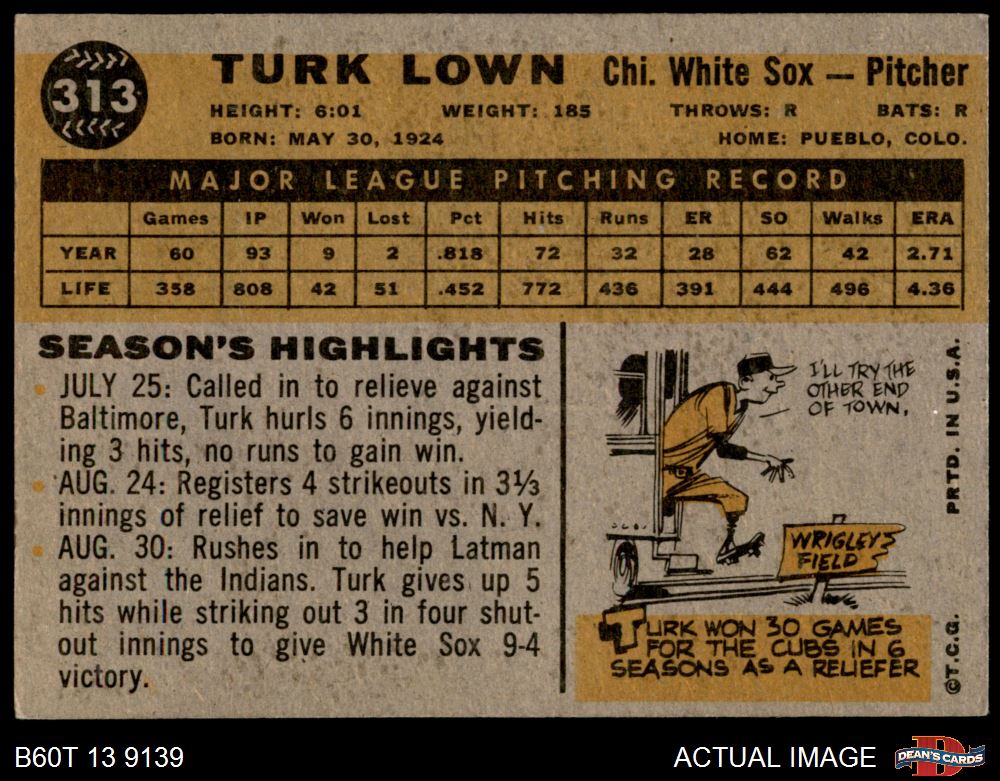 313
TURK LOWN Chi. White Sox — Pitcher
HEIGHT: 6:01 WEIGHT: 185 THROWS: R BATS: R
BORN: MAY 30, 1924 HOME: PUEBLO, COLO.
MAJOR LEAGUE PITCHING RECORD
Games IP Won Lost Pct Hits Runs ER SO Walks ERA
YEAR 60 93 9 2 .818 72 32 28 62 42 2.71
LIFE 358 808 42 51 .452 772 436 391 444 496 4.36
SEASON'S HIGHLIGHTS
JULY 25: Called in to relieve against
Baltimore, Turk hurls 6 innings, yield-
ing 3 hits, no runs to gain win.
AUG. 24: Registers 4 strikeouts in 3⅓
innings of relief to save win vs. N. Y.
AUG. 30: Rushes in to help Latman
against the Indians. Turk gives up 5
hits while striking out 3 in four shut-
out innings to give White Sox 9-4
victory.
I'LL TRY THE
OTHER END
OF TOWN.
WRIGLEY
FIELD
TURK WON 30 GAMES
FOR THE CUBS IN 6
SEASONS AS A RELIEFER
PRTD. IN U.S.A.
©T.C.G.
B60T 13 9139
ACTUAL IMAGE
DEAN'S CARDS